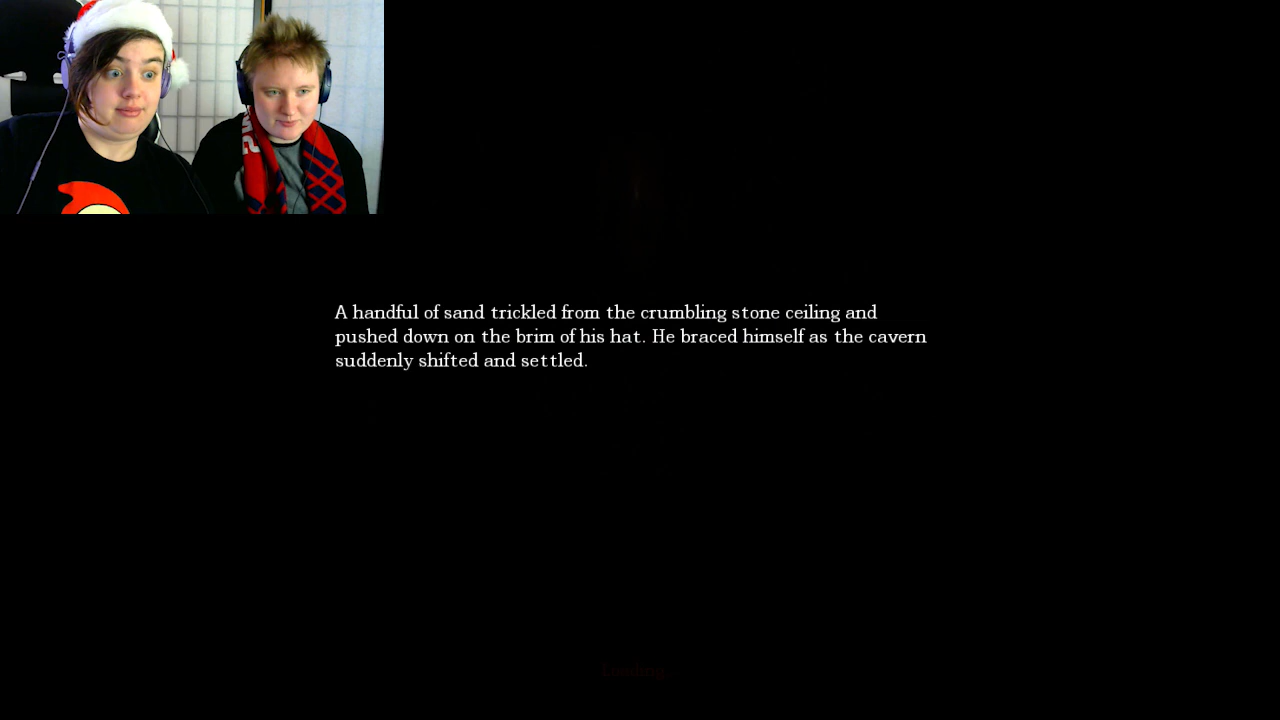 A handful of sand trickled from the crumbling stone ceiling and
pushed down on the brim of his hat. He braced himself as the cavern
suddenly shifted and settled.
Loading.